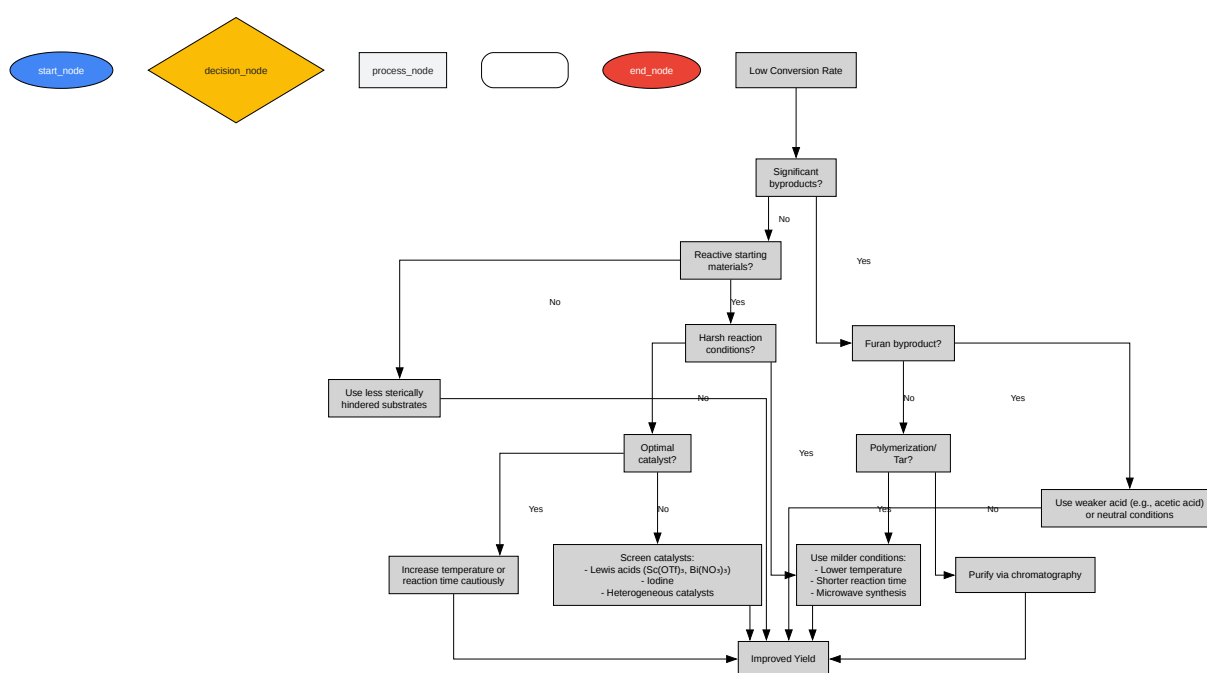 start_node
decision_node
process_node
end_node
Low Conversion Rate
Significant
byproducts?
No
Reactive starting
materials?
Yes
No
Yes
Harsh reaction
conditions?
Furan byproduct?
Use less sterically
hindered substrates
No
No
Yes
Optimal
catalyst?
Yes
Polymerization/
Tar?
Use weaker acid (e.g., acetic acid)
or neutral conditions
Yes
No
Yes
No
Increase temperature or
reaction time cautiously
Screen catalysts:
- Lewis acids (Sc(OTf)₃, Bi(NO₃)₃)
- Iodine
- Heterogeneous catalysts
Use milder conditions:
- Lower temperature
- Shorter reaction time
- Microwave synthesis
Purify via chromatography
Improved Yield